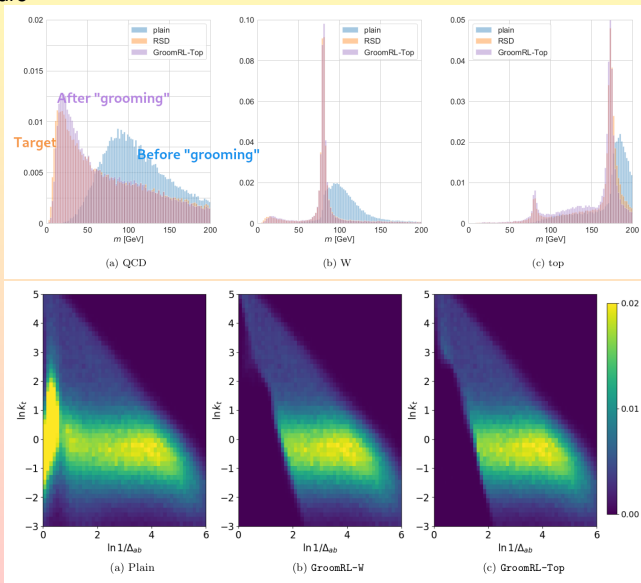 0.02
0.015
0.01
0.005
0
0
50
100
150
200
m [GeV]
plain
RSD
GroomRL-Top
After "grooming"
Target
Before "grooming"
(a) QCD
0.10
0.08
0.06
0.04
0.02
0
0
50
100
150
200
m [GeV]
plain
RSD
GroomRL-Top
(b) W
0.05
0.04
0.03
0.02
0.01
0
0
50
100
150
200
m [GeV]
plain
RSD
GroomRL-Top
(c) top
5
4
3
2
1
0
−1
−2
−3
ln kt
0
2
4
6
ln 1/Δab
(a) Plain
5
4
3
2
1
0
−1
−2
−3
ln kt
0
2
4
6
ln 1/Δab
(b) GroomRL-W
5
4
3
2
1
0
−1
−2
−3
ln kt
0
2
4
6
ln 1/Δab
(c) GroomRL-Top
0.02
0.01
0.00